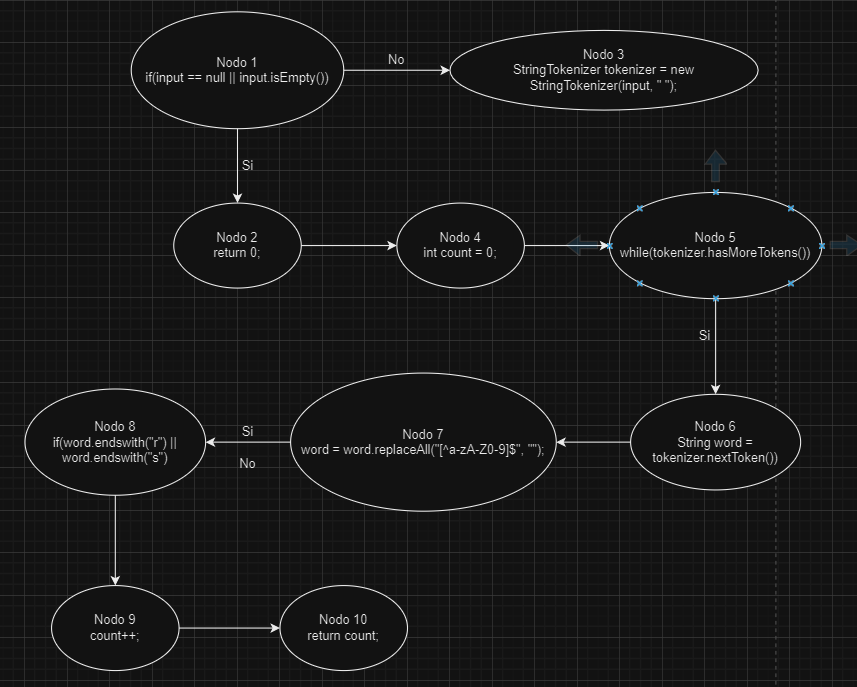 Nodo 1
if(input == null || input.isEmpty())
No
Nodo 3
StringTokenizer tokenizer = new
StringTokenizer(input, " ");
Si
Nodo 2
return 0;
Nodo 4
int count = 0;
Nodo 5
while(tokenizer.hasMoreTokens())
Si
Nodo 6
String word =
tokenizer.nextToken())
Nodo 7
word = word.replaceAll("[^a-zA-Z0-9]$", "");
Si
No
Nodo 8
if(word.endswith("r") ||
word.endswith("s")
Nodo 9
count++;
Nodo 10
return count;